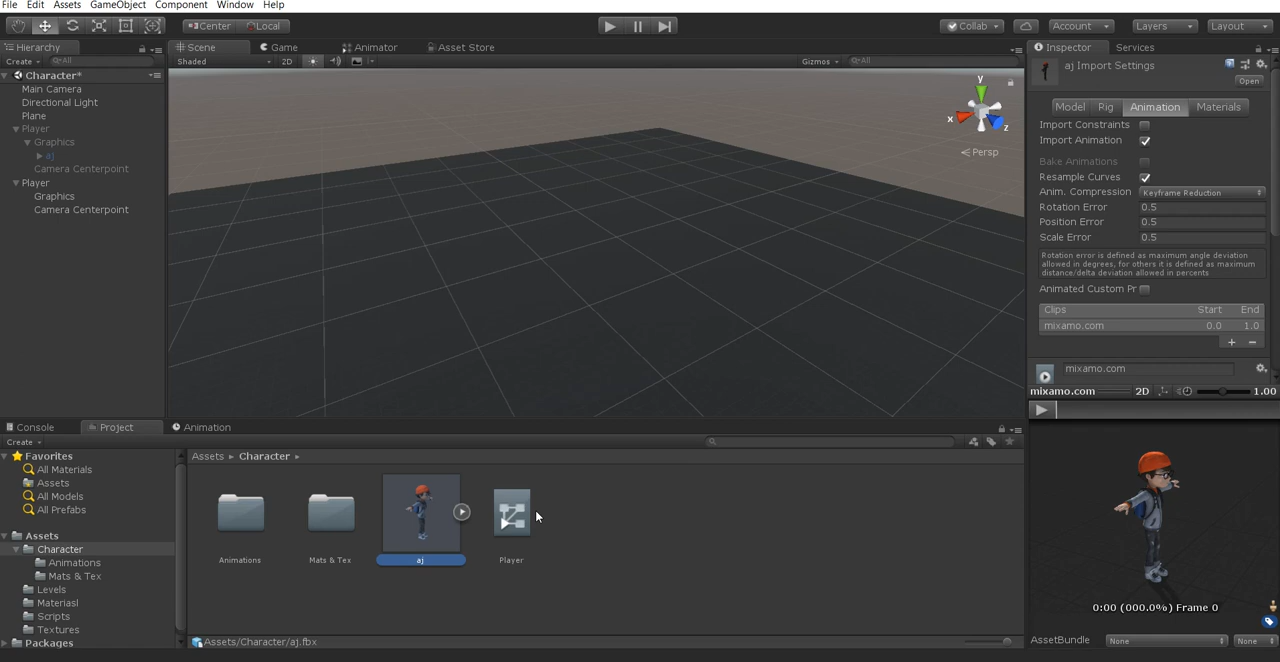 File Edit Assets GameObject Component Window Help
Center Local Collab Account Layers Layout
Hierarchy
Create All
Character*
Main Camera
Directional Light
Plane
Player
Graphics
aj
Camera Centerpoint
Player
Graphics
Camera Centerpoint
Scene Game Animator Asset Store
Shaded 2D Gizmos All
y
x
z
Persp
Inspector Services
aj Import Settings
Open
Model Rig Animation Materials
Import Constraints
Import Animation
Bake Animations
Resample Curves
Anim. Compression Keyframe Reduction
Rotation Error 0.5
Position Error 0.5
Scale Error 0.5
Rotation error is defined as maximum angle deviation
allowed in degrees, for others it is defined as maximum
distance/delta deviation allowed in percents
Animated Custom Pr
Clips Start End
mixamo.com 0.0 1.0
mixamo.com
mixamo.com 2D 1.00
0:00 (000.0%) Frame 0
AssetBundle None None
Console Project Animation
Create
Favorites
All Materials
Assets
All Models
All Prefabs
Assets
Character
Animations
Mats & Tex
Levels
Materiasl
Scripts
Textures
Packages
Assets Character
Animations Mats & Tex aj Player
Assets/Character/aj.fbx